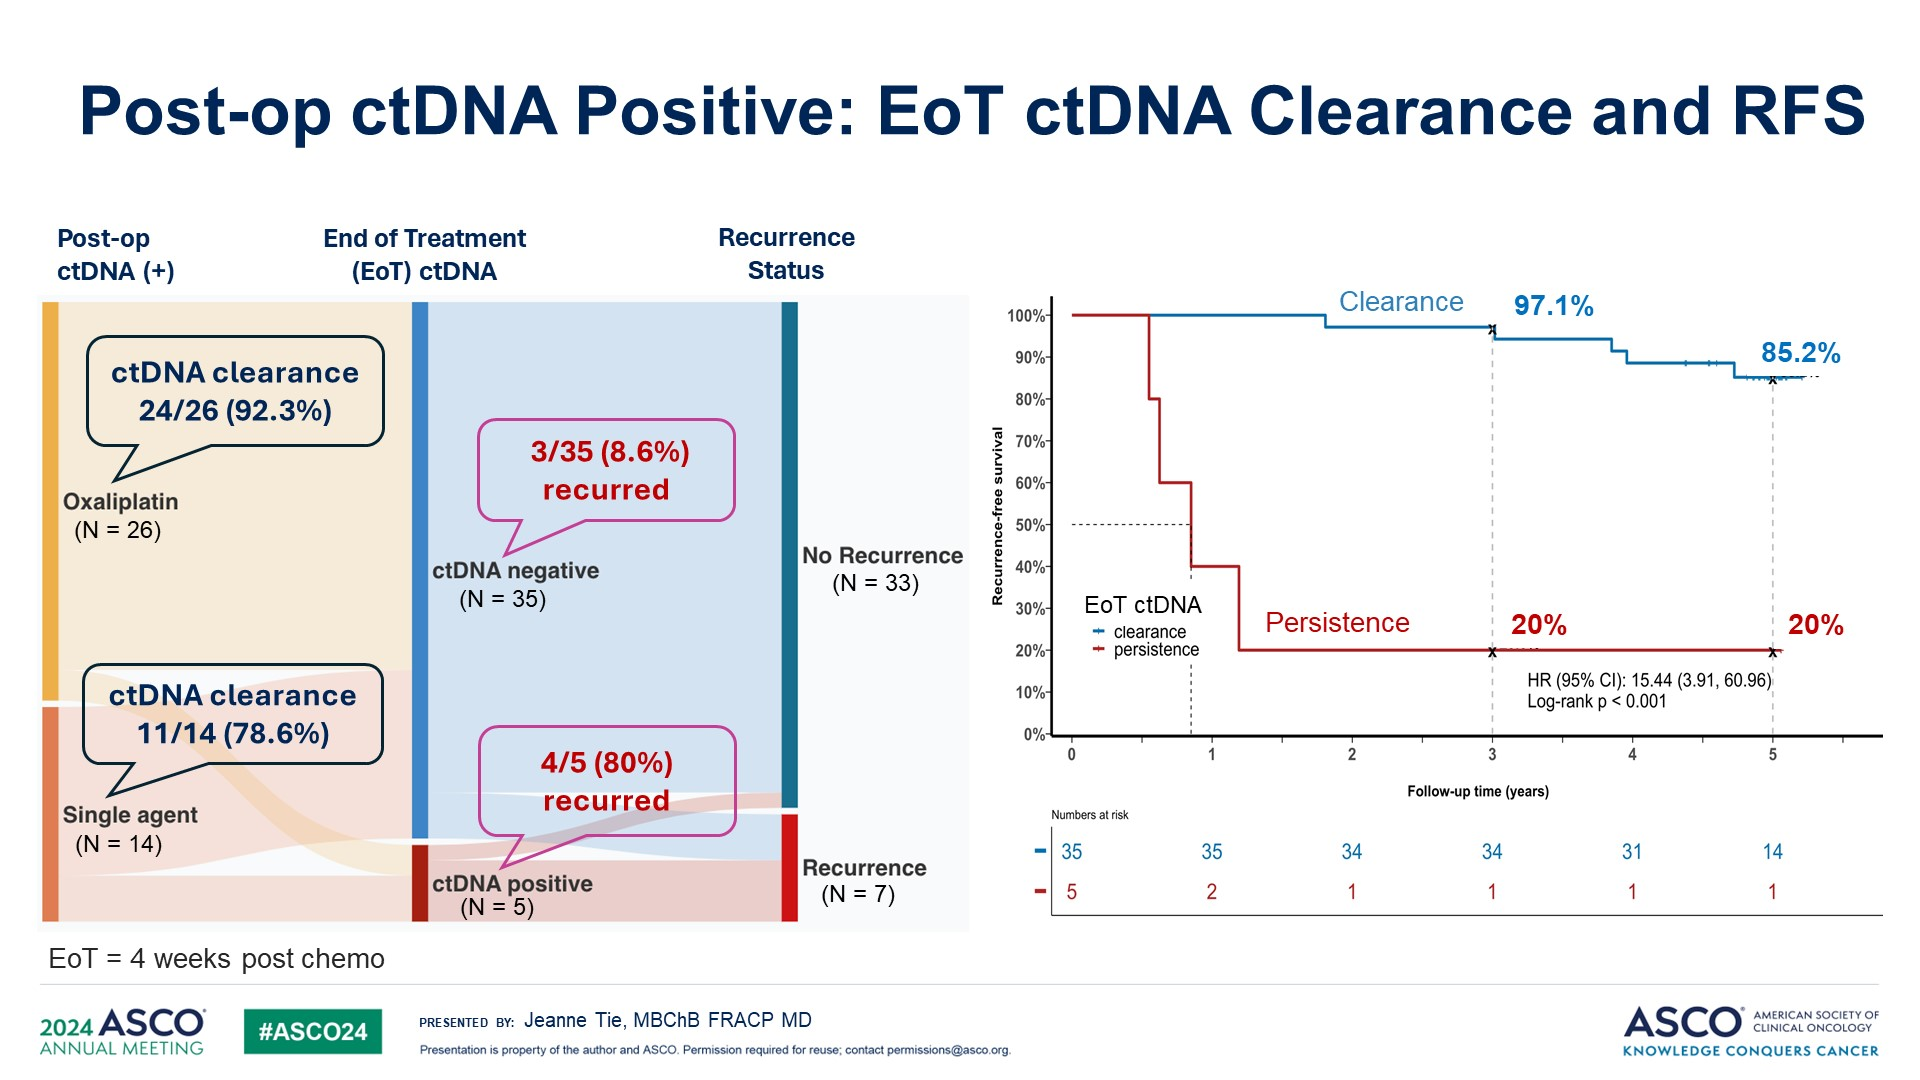 Post-op ctDNA Positive: EoT ctDNA Clearance and RFS
Post-op
ctDNA (+)
End of Treatment
(EoT) ctDNA
Recurrence
Status
ctDNA clearance
24/26 (92.3%)
Oxaliplatin
(N = 26)
ctDNA clearance
11/14 (78.6%)
Single agent
(N = 14)
3/35 (8.6%)
recurred
ctDNA negative
(N = 35)
4/5 (80%)
recurred
ctDNA positive
(N = 5)
No Recurrence
(N = 33)
Recurrence
(N = 7)
EoT = 4 weeks post chemo
Recurrence-free survival
100%
90%
80%
70%
60%
50%
40%
30%
20%
10%
0%
Clearance
97.1%
85.2%
EoT ctDNA
clearance
persistence
Persistence
20%
20%
HR (95% CI): 15.44 (3.91, 60.96)
Log-rank p < 0.001
0 1 2 3 4 5
Follow-up time (years)
Numbers at risk
35 35 34 34 31 14
5 2 1 1 1 1
2024 ASCO
ANNUAL MEETING
#ASCO24
PRESENTED BY: Jeanne Tie, MBChB FRACP MD
Presentation is property of the author and ASCO. Permission required for reuse; contact permissions@asco.org.
ASCO AMERICAN SOCIETY OF
CLINICAL ONCOLOGY
KNOWLEDGE CONQUERS CANCER